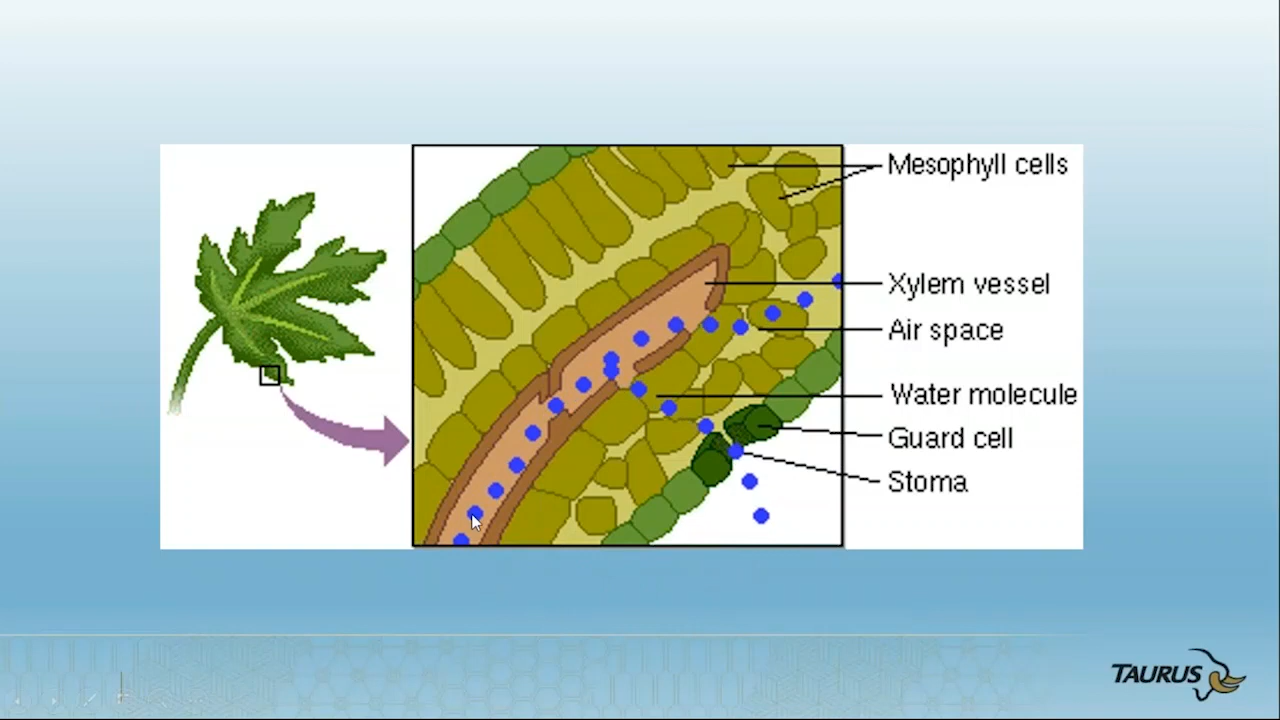 Mesophyll cells
Xylem vessel
Air space
Water molecule
Guard cell
Stoma
TAURUS